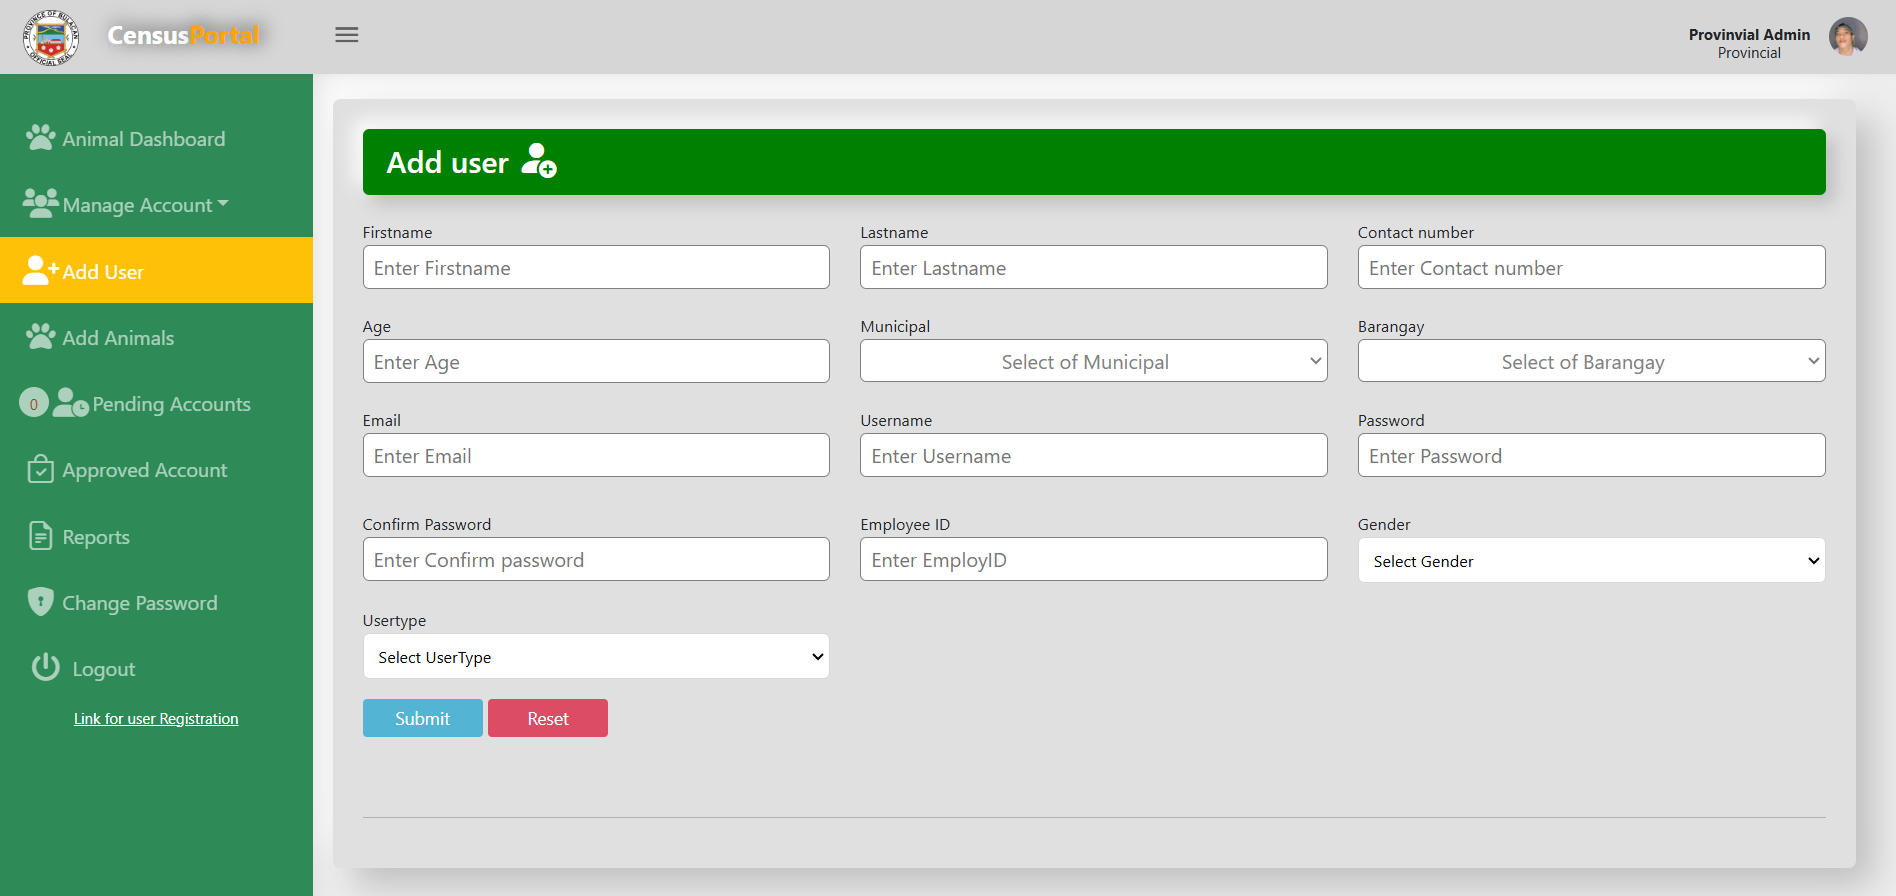 PROVINCE OF BULACAN
OFFICIAL SEAL
CensusPortal
Provinvial Admin
Provincial
Animal Dashboard
Manage Account
Add User
Add Animals
0 Pending Accounts
Approved Account
Reports
Change Password
Logout
Link for user Registration
Add user
Firstname Lastname Contact number
Enter Firstname Enter Lastname Enter Contact number
Age Municipal Barangay
Enter Age Select of Municipal Select of Barangay
Email Username Password
Enter Email Enter Username Enter Password
Confirm Password Employee ID Gender
Enter Confirm password Enter EmployID Select Gender
Usertype
Select UserType
Submit Reset